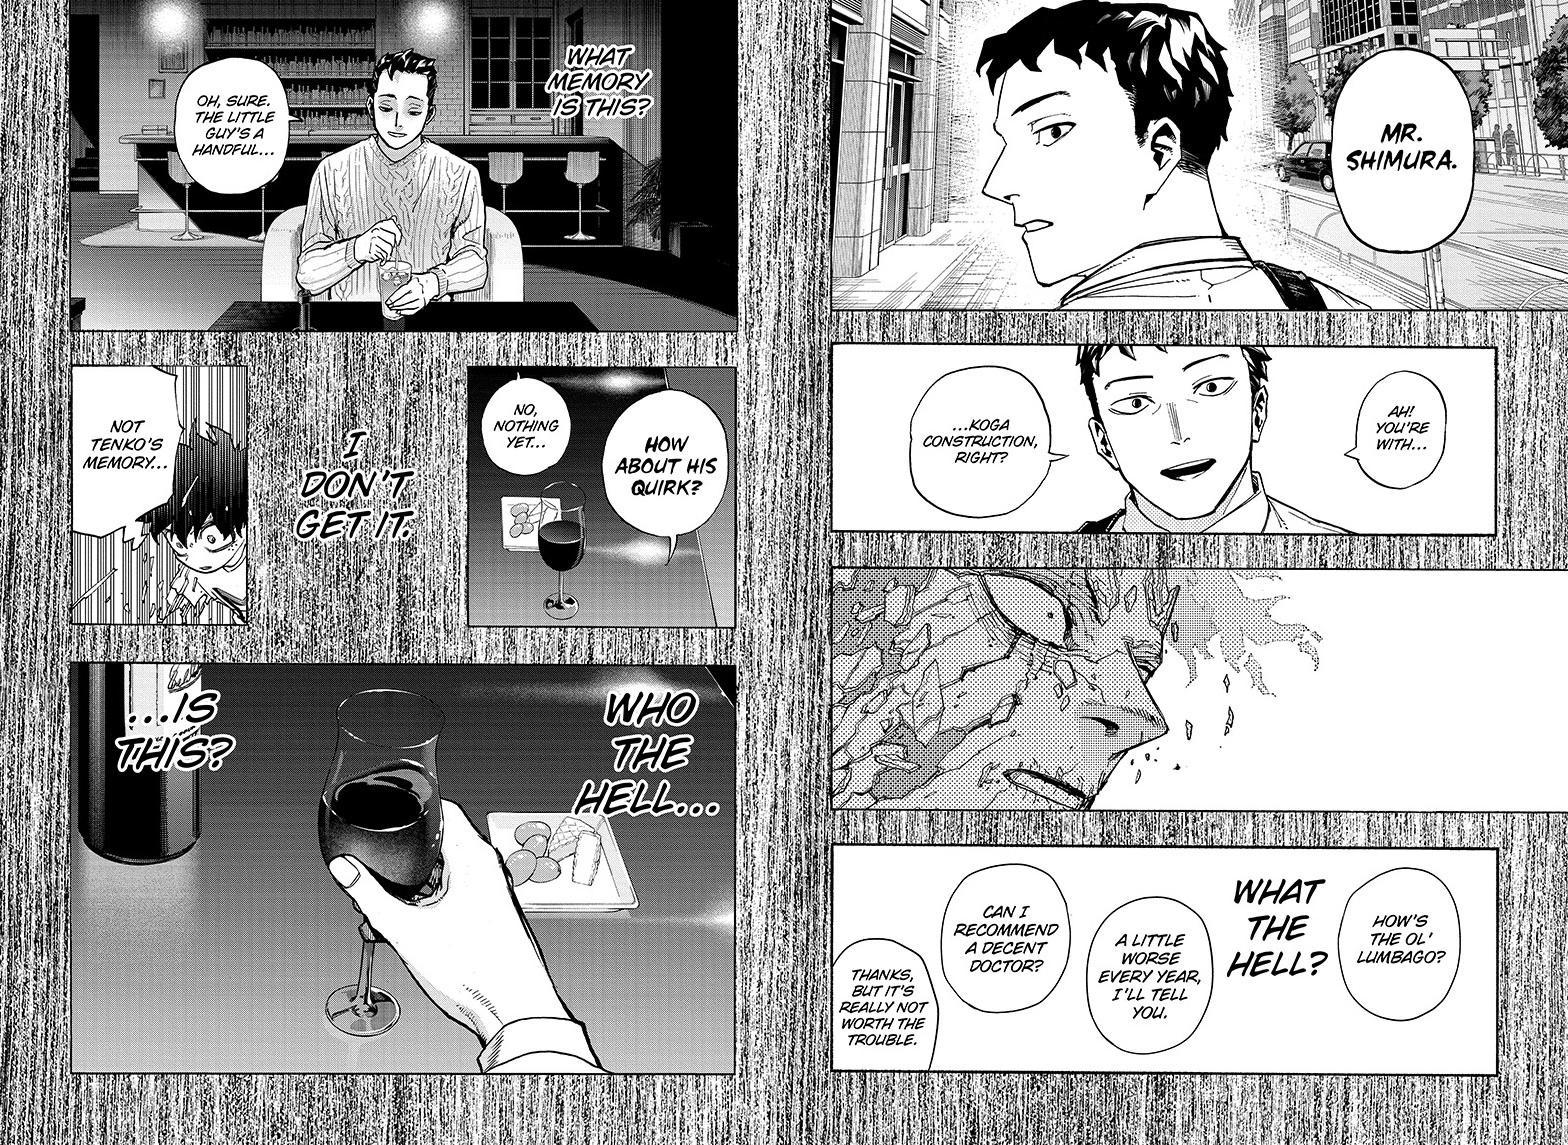 MR.
SHIMURA.
AH!
YOU'RE
WITH...
...KOGA
CONSTRUCTION,
RIGHT?
HOW'S
THE OL'
LUMBAGO?
WHAT
THE
HELL?
A LITTLE
WORSE
EVERY YEAR,
I'LL TELL
YOU.
CAN I
RECOMMEND
A DECENT
DOCTOR?
THANKS,
BUT IT'S
REALLY NOT
WORTH THE
TROUBLE.
WHAT
MEMORY
IS THIS?
OH, SURE.
THE LITTLE
GUY'S A
HANDFUL...
HOW
ABOUT HIS
QUIRK?
NO,
NOTHING
YET...
I
DON'T
GET IT.
NOT
TENKO'S
MEMORY...
WHO
THE
HELL...
...IS
THIS?